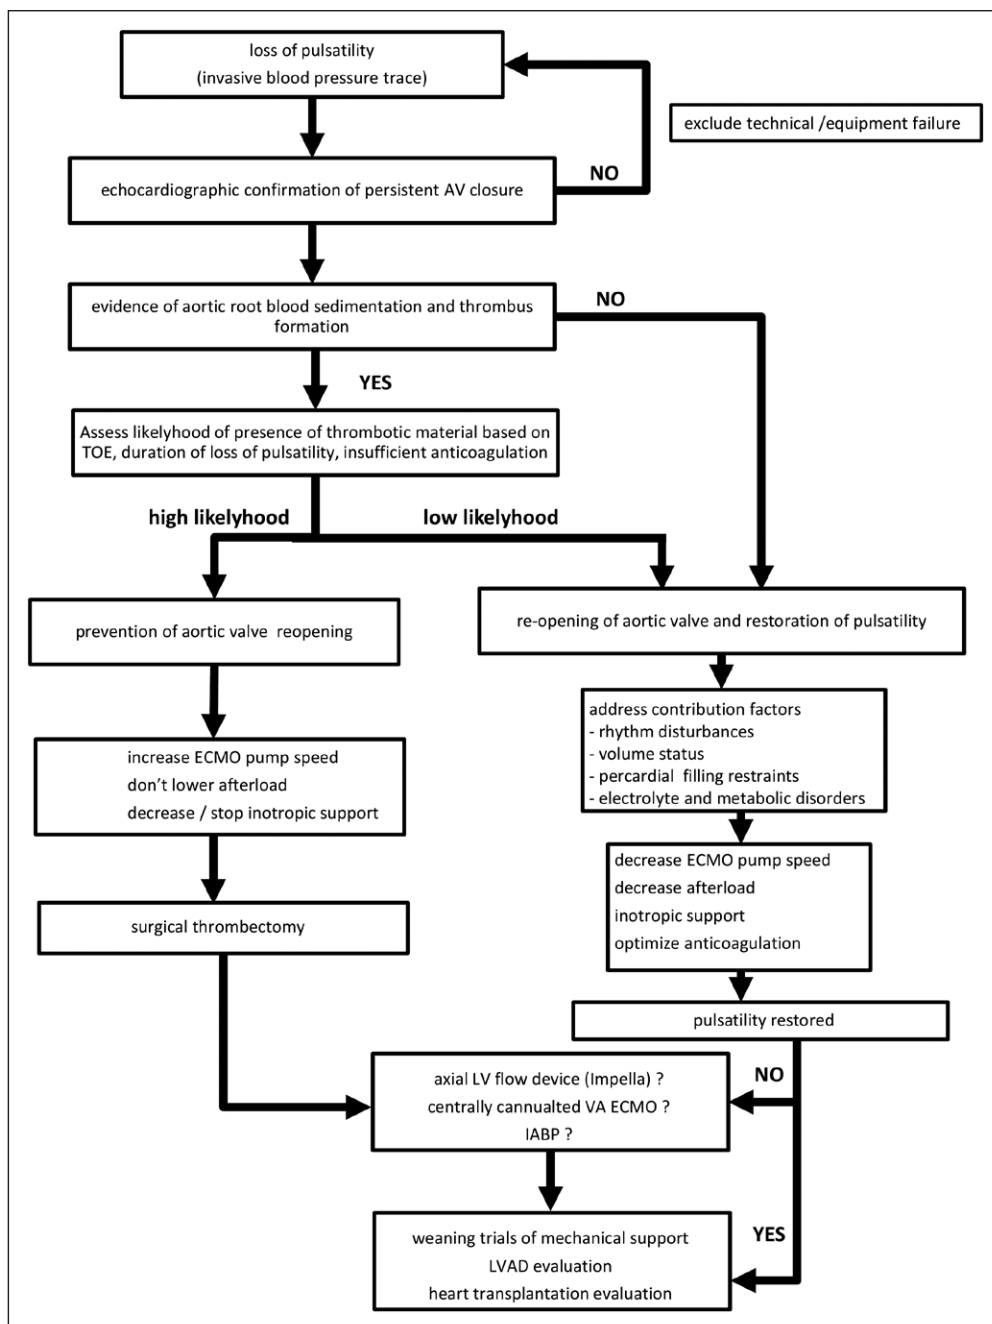 loss of pulsatility
(invasive blood pressure trace)
exclude technical /equipment failure
NO
echocardiographic confirmation of persistent AV closure
NO
evidence of aortic root blood sedimentation and thrombus
formation
YES
Assess likelyhood of presence of thrombotic material based on
TOE, duration of loss of pulsatility, insufficient anticoagulation
high likelyhood
low likelyhood
prevention of aortic valve reopening
re-opening of aortic valve and restoration of pulsatility
increase ECMO pump speed
don't lower afterload
decrease / stop inotropic support
address contribution factors
- rhythm disturbances
- volume status
- percardial filling restraints
- electrolyte and metabolic disorders
decrease ECMO pump speed
decrease afterload
inotropic support
optimize anticoagulation
surgical thrombectomy
pulsatility restored
NO
axial LV flow device (Impella) ?
centrally cannualted VA ECMO ?
IABP ?
YES
weaning trials of mechanical support
LVAD evaluation
heart transplantation evaluation